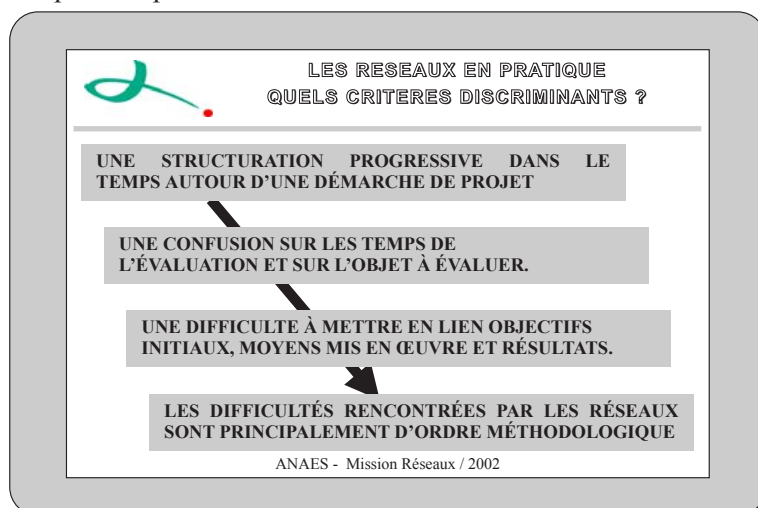 LES RESEAUX EN PRATIQUE
QUELS CRITERES DISCRIMINANTS ?
UNE STRUCTURATION PROGRESSIVE DANS LE
TEMPS AUTOUR D'UNE DÉMARCHE DE PROJET
UNE CONFUSION SUR LES TEMPS DE
L'ÉVALUATION ET SUR L'OBJET À ÉVALUER.
UNE DIFFICULTE À METTRE EN LIEN OBJECTIFS
INITIAUX, MOYENS MIS EN ŒUVRE ET RÉSULTATS.
LES DIFFICULTÉS RENCONTRÉES PAR LES RÉSEAUX
SONT PRINCIPALEMENT D'ORDRE MÉTHODOLOGIQUE
ANAES - Mission Réseaux / 2002